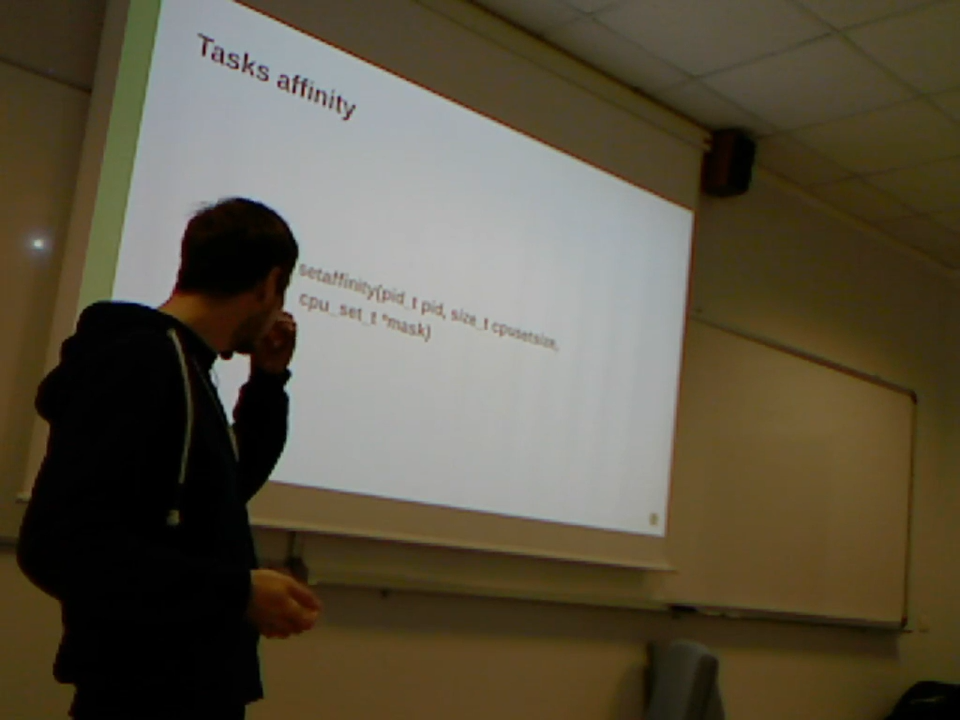 Tasks affinity
setaffinity(pid_t pid, size_t cpusetsize,
cpu_set_t *mask)